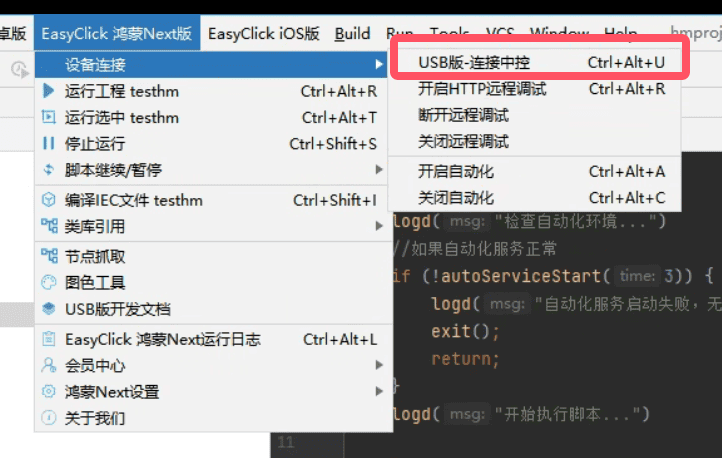 卓版 EasyClick 鸿蒙Next版 EasyClick iOS版 Build Run Tools VCS Window Help hmproj
设备连接
运行工程 testhm Ctrl+Alt+R
运行选中 testhm Ctrl+Alt+T
停止运行 Ctrl+Shift+S
脚本继续/暂停
编译IEC文件 testhm Ctrl+Shift+I
类库引用
节点抓取
图色工具
USB版开发文档
EasyClick 鸿蒙Next运行日志 Ctrl+Alt+L
会员中心
鸿蒙Next设置
关于我们
USB版-连接中控 Ctrl+Alt+U
开启HTTP远程调试 Ctrl+Alt+R
断开远程调试
关闭远程调试
开启自动化 Ctrl+Alt+A
关闭自动化 Ctrl+Alt+C
logd( msg: "检查自动化环境...")
//如果自动化服务正常
if (!autoServiceStart( time: 3)) {
logd( msg: "自动化服务启动失败，无
exit();
return;
}
logd( msg: "开始执行脚本...")
11